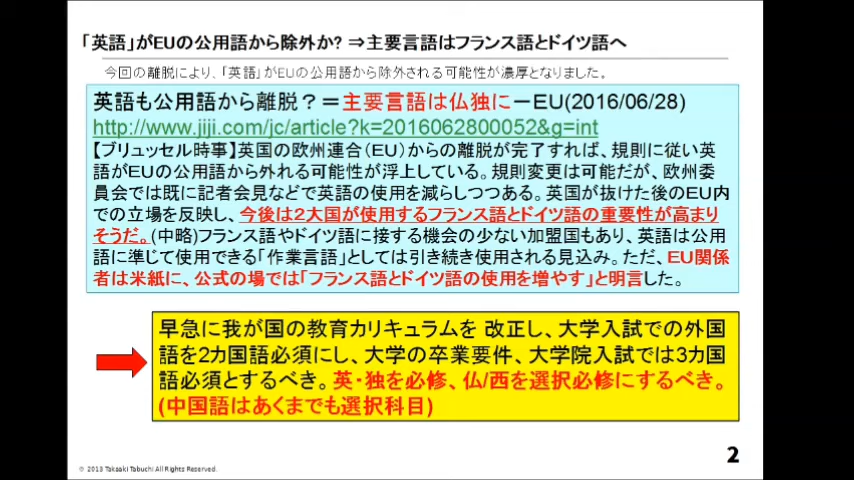 「英語」がEUの公用語から除外か? ⇒主要言語はフランス語とドイツ語へ
今回の離脱により、「英語」がEUの公用語から除外される可能性が濃厚となりました。
英語も公用語から離脱？＝主要言語は仏独に－EU(2016/06/28)
http://www.jiji.com/jc/article?k=2016062800052&g=int
【ブリュッセル時事】英国の欧州連合（EU）からの離脱が完了すれば、規則に従い英
語がEUの公用語から外れる可能性が浮上している。規則変更は可能だが、欧州委
員会では既に記者会見などで英語の使用を減らしつつある。英国が抜けた後のEU内
での立場を反映し、今後は２大国が使用するフランス語とドイツ語の重要性が高まり
そうだ。(中略)フランス語やドイツ語に接する機会の少ない加盟国もあり、英語は公用
語に準じて使用できる「作業言語」としては引き続き使用される見込み。ただ、EU関係
者は米紙に、公式の場では「フランス語とドイツ語の使用を増やす」と明言した。
早急に我が国の教育カリキュラムを 改正し、大学入試での外国
語を2カ国語必須にし、大学の卒業要件、大学院入試では3カ国
語必須とするべき。英・独を必修、仏/西を選択必修にするべき。
(中国語はあくまでも選択科目)
2
© 2013 Takaaki Tabuchi All Rights Reserved.